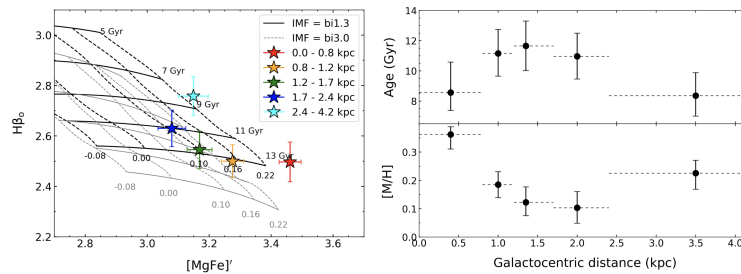 3.0
2.8
2.6
2.4
2.2
Hβₒ
2.8
3.0
3.2
3.4
3.6
[MgFe]′
5 Gyr
7 Gyr
9 Gyr
11 Gyr
13 Gyr
-0.08
0.00
0.10
0.16
0.22
-0.08
0.00
0.10
0.16
0.22
IMF = bi1.3
IMF = bi3.0
0.0 - 0.8 kpc
0.8 - 1.2 kpc
1.2 - 1.7 kpc
1.7 - 2.4 kpc
2.4 - 4.2 kpc
Age (Gyr)
14
12
10
8
[M/H]
0.3
0.2
0.1
0.0
0.0
0.5
1.0
1.5
2.0
2.5
3.0
3.5
4.0
Galactocentric distance (kpc)